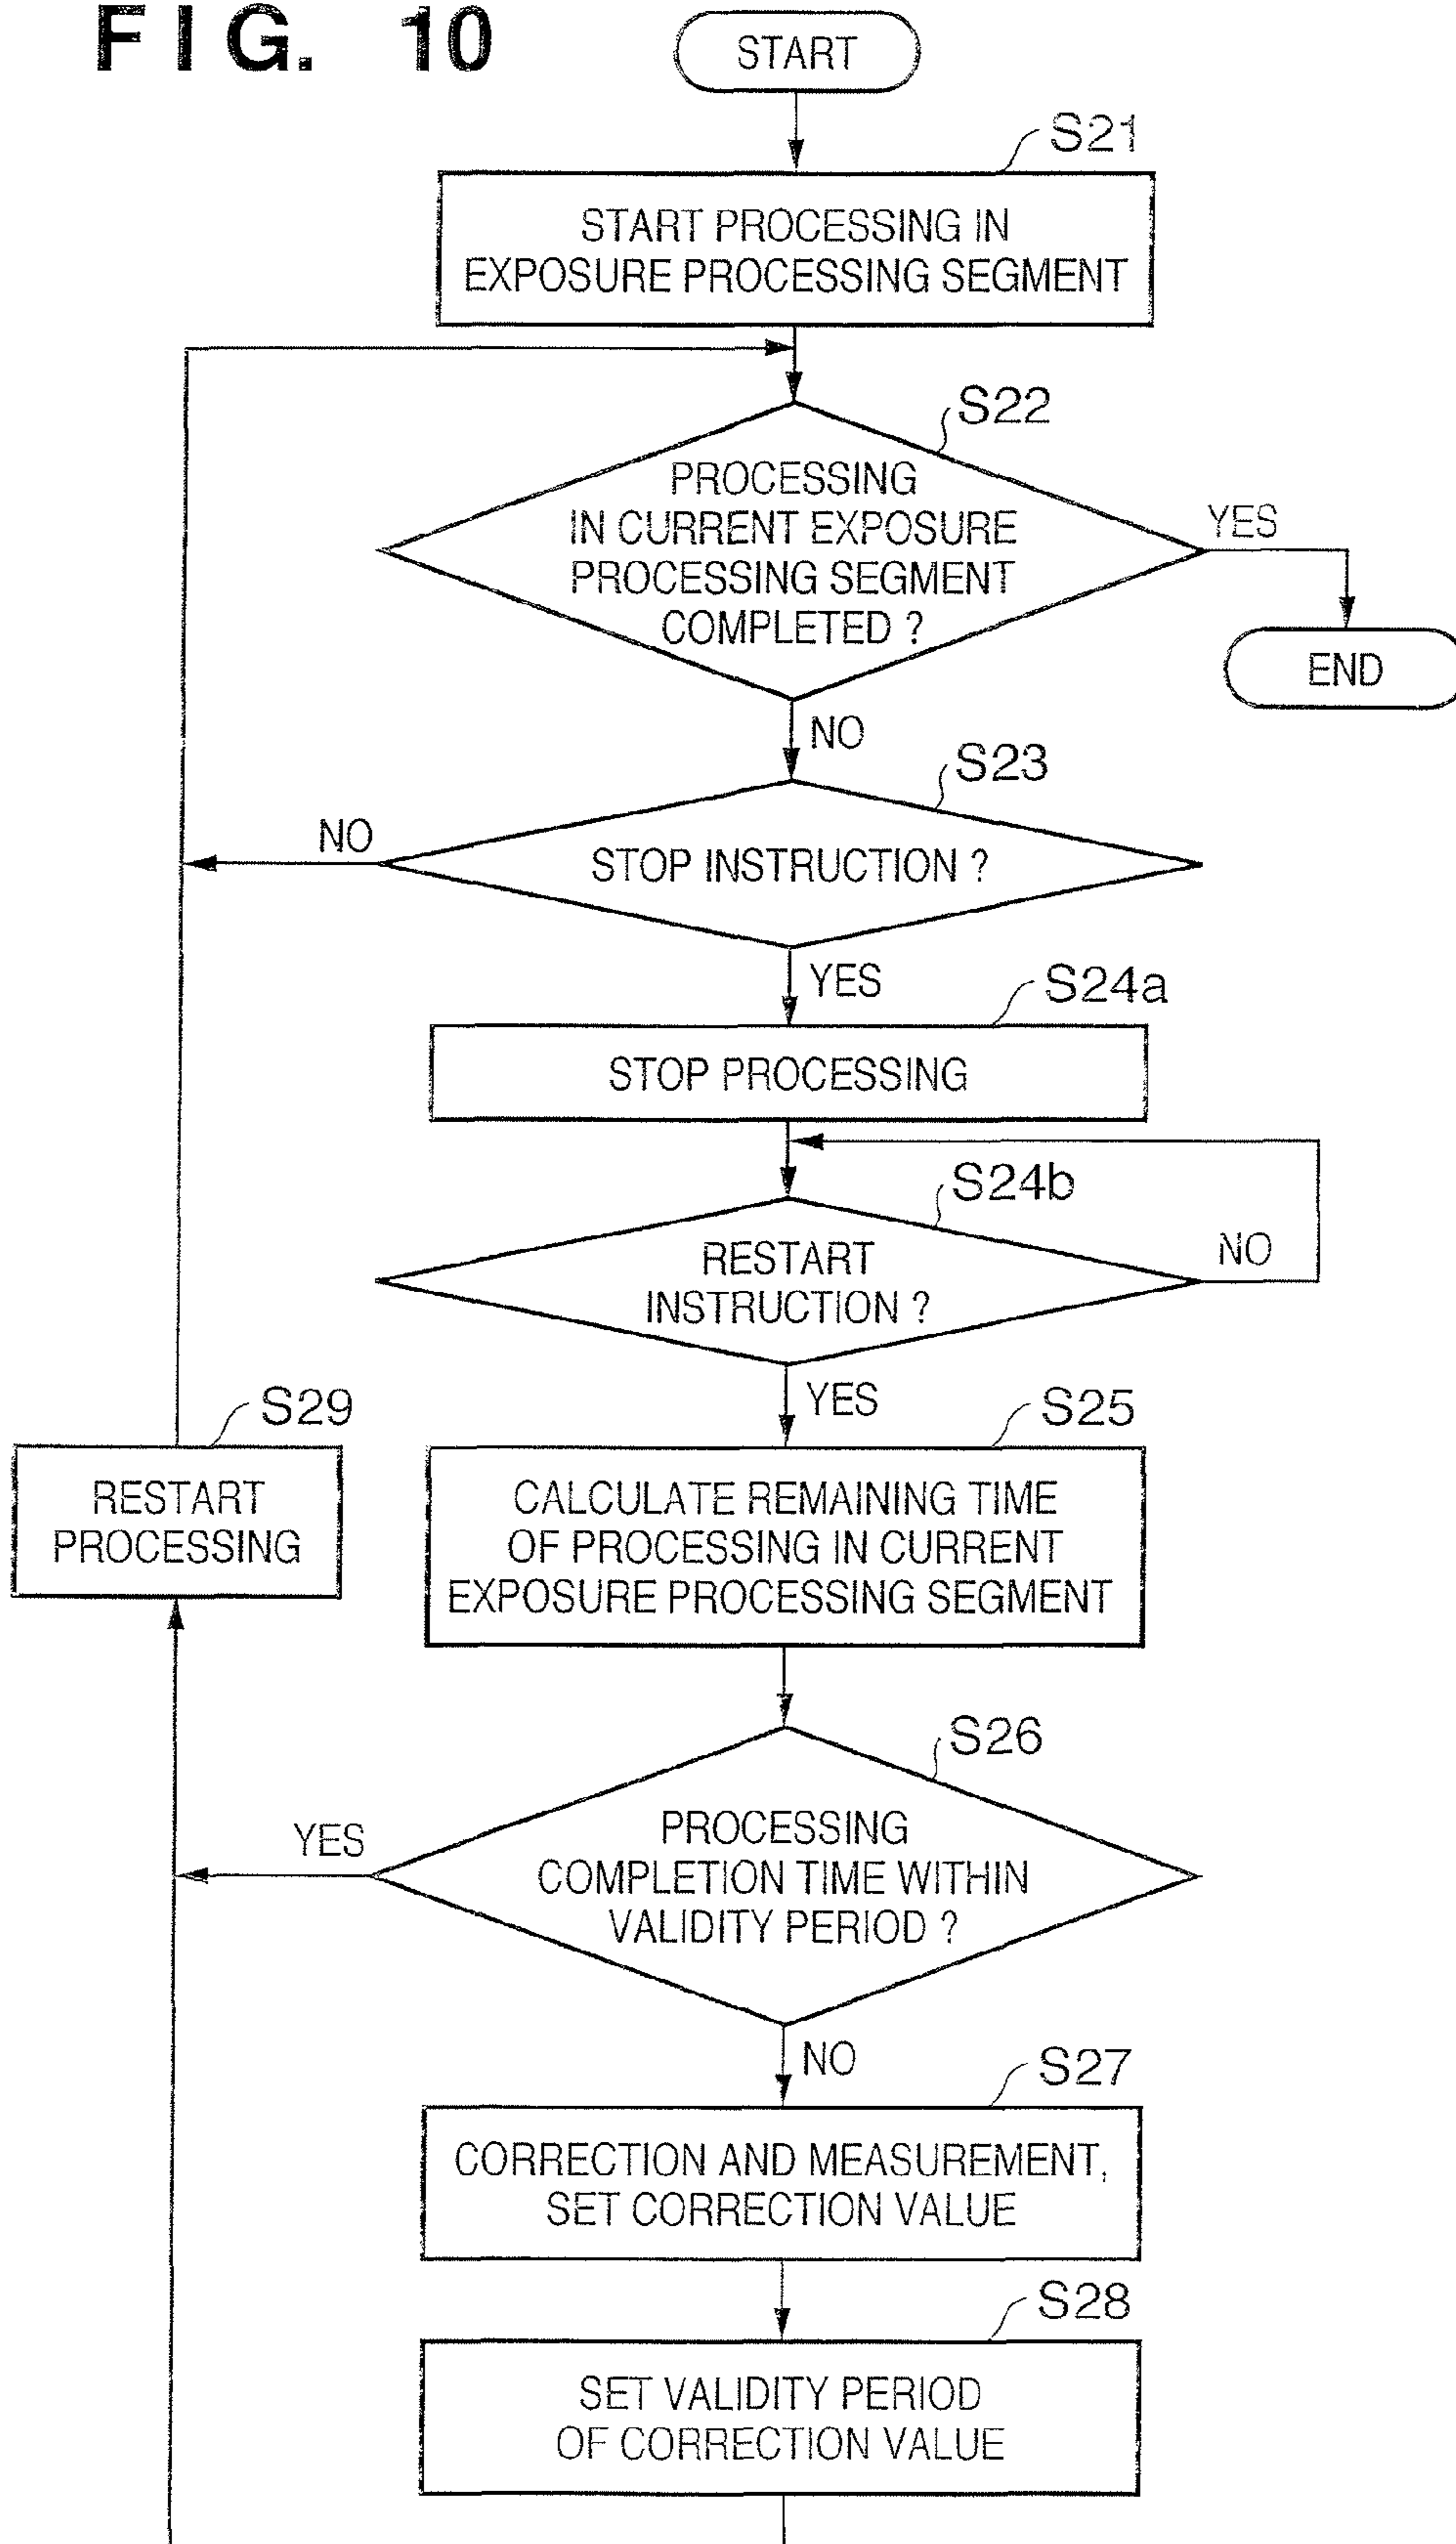 FIG. 10
START
S21
START PROCESSING IN
EXPOSURE PROCESSING SEGMENT
S22
PROCESSING
IN CURRENT EXPOSURE
PROCESSING SEGMENT
COMPLETED ?
YES
END
NO
S23
NO
STOP INSTRUCTION ?
YES
S24a
STOP PROCESSING
S24b
RESTART
INSTRUCTION ?
NO
YES
S29
RESTART
PROCESSING
S25
CALCULATE REMAINING TIME
OF PROCESSING IN CURRENT
EXPOSURE PROCESSING SEGMENT
S26
YES
PROCESSING
COMPLETION TIME WITHIN
VALIDITY PERIOD ?
NO
S27
CORRECTION AND MEASUREMENT,
SET CORRECTION VALUE
S28
SET VALIDITY PERIOD
OF CORRECTION VALUE